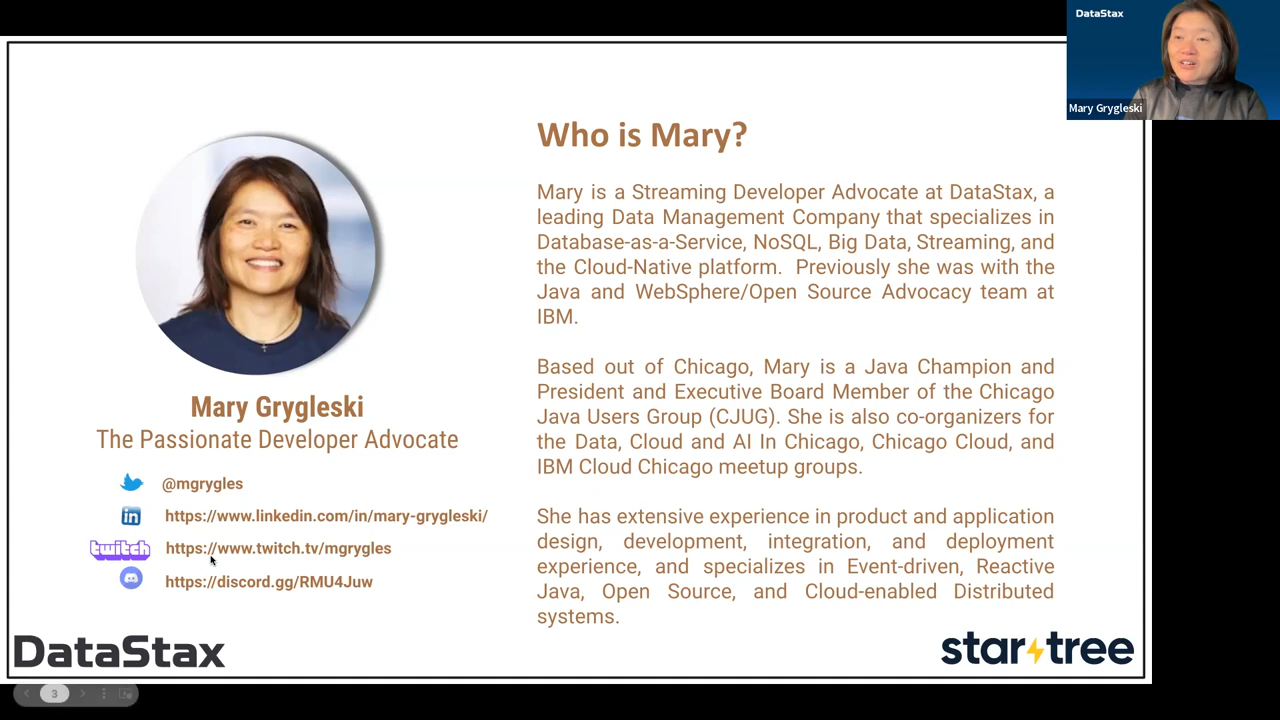 DataStax
Mary Grygleski
Who is Mary?
Mary is a Streaming Developer Advocate at DataStax, a
leading Data Management Company that specializes in
Database-as-a-Service, NoSQL, Big Data, Streaming, and
the Cloud-Native platform.  Previously she was with the
Java and WebSphere/Open Source Advocacy team at
IBM.
Based out of Chicago, Mary is a Java Champion and
President and Executive Board Member of the Chicago
Java Users Group (CJUG). She is also co-organizers for
the Data, Cloud and AI In Chicago, Chicago Cloud, and
IBM Cloud Chicago meetup groups.
She has extensive experience in product and application
design, development, integration, and deployment
experience, and specializes in Event-driven, Reactive
Java, Open Source, and Cloud-enabled Distributed
systems.
Mary Grygleski
The Passionate Developer Advocate
@mgrygles
in https://www.linkedin.com/in/mary-grygleski/
twitch https://www.twitch.tv/mgrygles
https://discord.gg/RMU4Juw
DataStax
startree
3